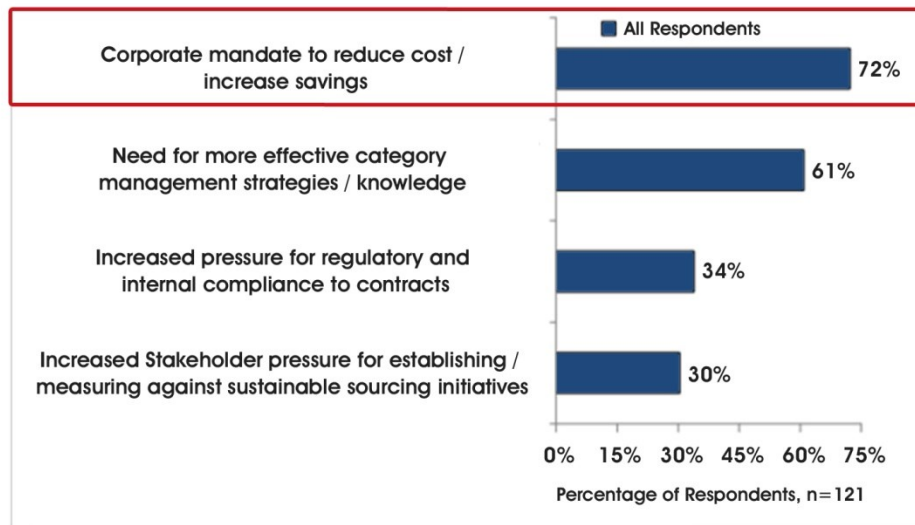 All Respondents
Corporate mandate to reduce cost /
increase savings
72%
Need for more effective category
management strategies / knowledge
61%
Increased pressure for regulatory and
internal compliance to contracts
34%
Increased Stakeholder pressure for establishing /
measuring against sustainable sourcing initiatives
30%
0% 15% 30% 45% 60% 75%
Percentage of Respondents, n=121